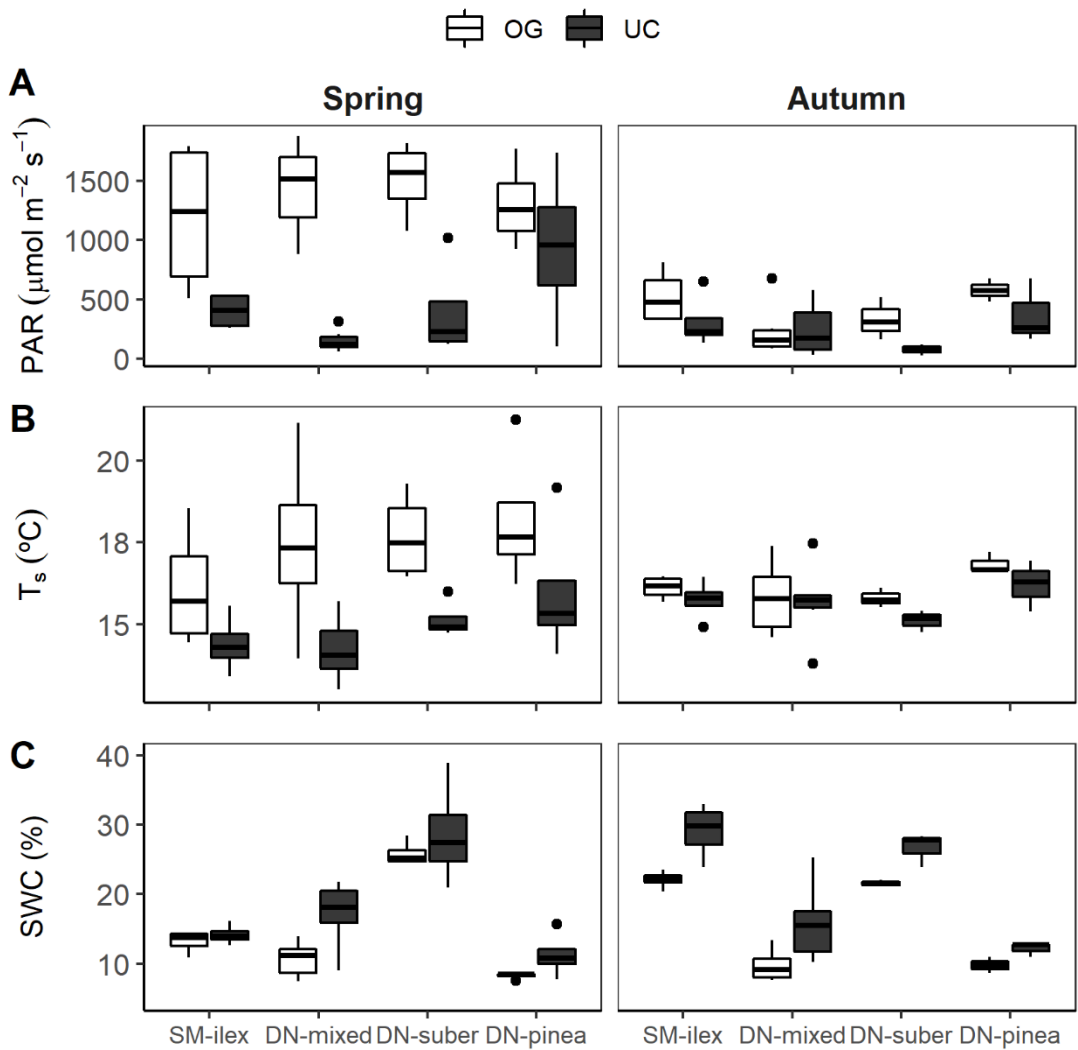 OG UC
A
Spring Autumn
PAR (μmol m⁻² s⁻¹)
1500
1000
500
0
B
Tₛ (ºC)
20
18
15
C
SWC (%)
40
30
20
10
SM-ilex DN-mixed DN-suber DN-pinea SM-ilex DN-mixed DN-suber DN-pinea